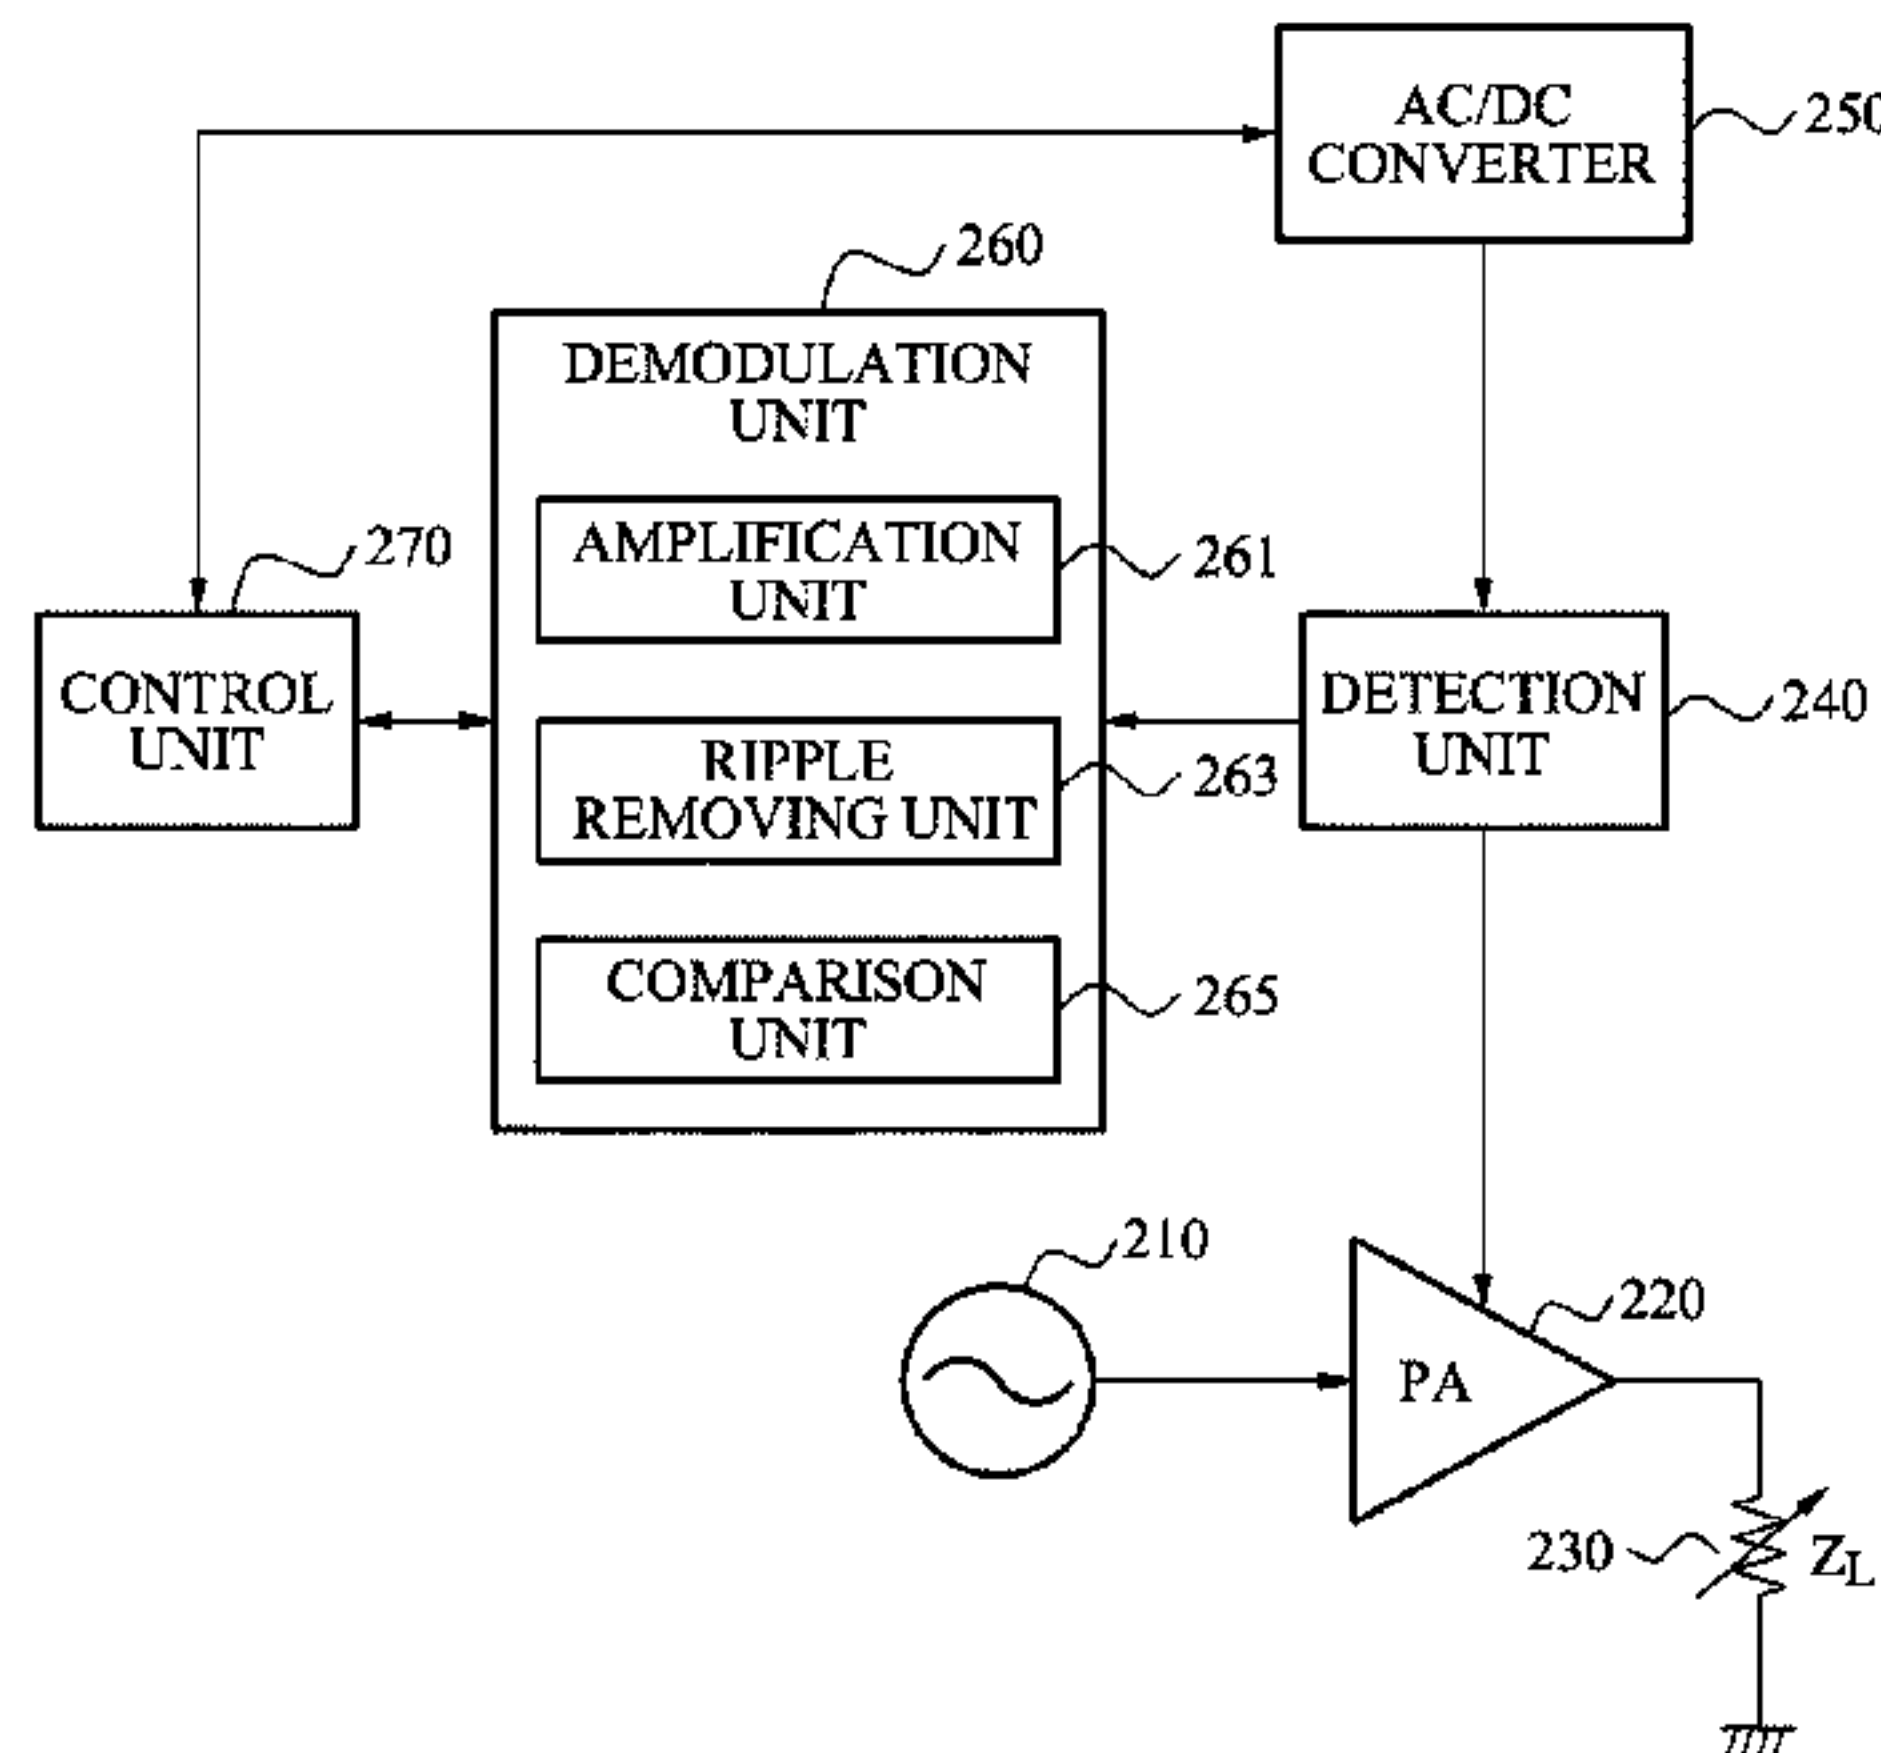 AC/DC
CONVERTER
250
260
DEMODULATION
UNIT
AMPLIFICATION
UNIT
261
270
CONTROL
UNIT
RIPPLE
REMOVING UNIT
263
DETECTION
UNIT
240
COMPARISON
UNIT
265
210
220
PA
230
ZL